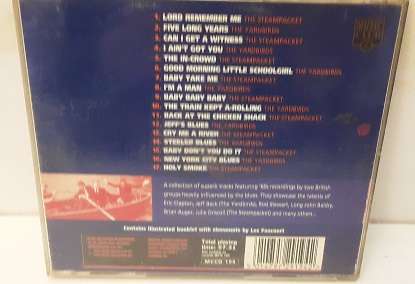 1. LORD REMEMBER ME THE STEAMPACKET
2. FIVE LONG YEARS THE YARDBIRDS
3. CAN I GET A WITNESS THE STEAMPACKET
4. I AIN'T GOT YOU THE YARDBIRDS
5. THE IN-CROWD THE STEAMPACKET
6. GOOD MORNING LITTLE SCHOOLGIRL THE YARDBIRDS
7. BABY TAKE ME THE STEAMPACKET
8. I'M A MAN THE YARDBIRDS
9. BABY BABY BABY THE STEAMPACKET
10. THE TRAIN KEPT A-ROLLING THE YARDBIRDS
11. BACK AT THE CHICKEN SHACK THE STEAMPACKET
12. JEFF'S BLUES THE YARDBIRDS
13. CRY ME A RIVER THE STEAMPACKET
14. STEELED BLUES THE YARDBIRDS
15. BABY DON'T YOU DO IT THE STEAMPACKET
16. NEW YORK CITY BLUES THE YARDBIRDS
17. HOLY SMOKE THE STEAMPACKET
A collection of superb tracks featuring '60s recordings by two British
groups heavily influenced by the blues. They showcase the talents of
Eric Clapton, Jeff Beck (The Yardbirds), Rod Stewart, Long John Baldry,
Brian Auger, Julie Driscoll (The Steampacket) and many others...
Contains illustrated booklet with sleevenote by Les Fancourt
Total playing
time:
MCCD